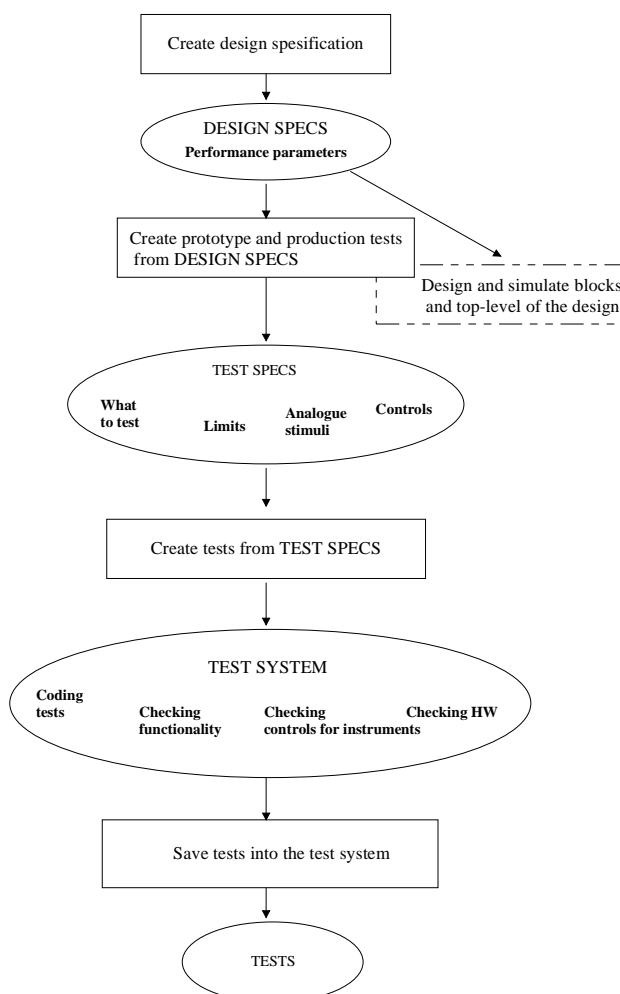 Create design spesification
DESIGN SPECS
Performance parameters
Create prototype and production tests
from DESIGN SPECS
Design and simulate blocks
and top-level of the design
TEST SPECS
What
to test
Limits
Analogue
stimuli
Controls
Create tests from TEST SPECS
TEST SYSTEM
Coding
tests
Checking
functionality
Checking
controls for instruments
Checking HW
Save tests into the test system
TESTS